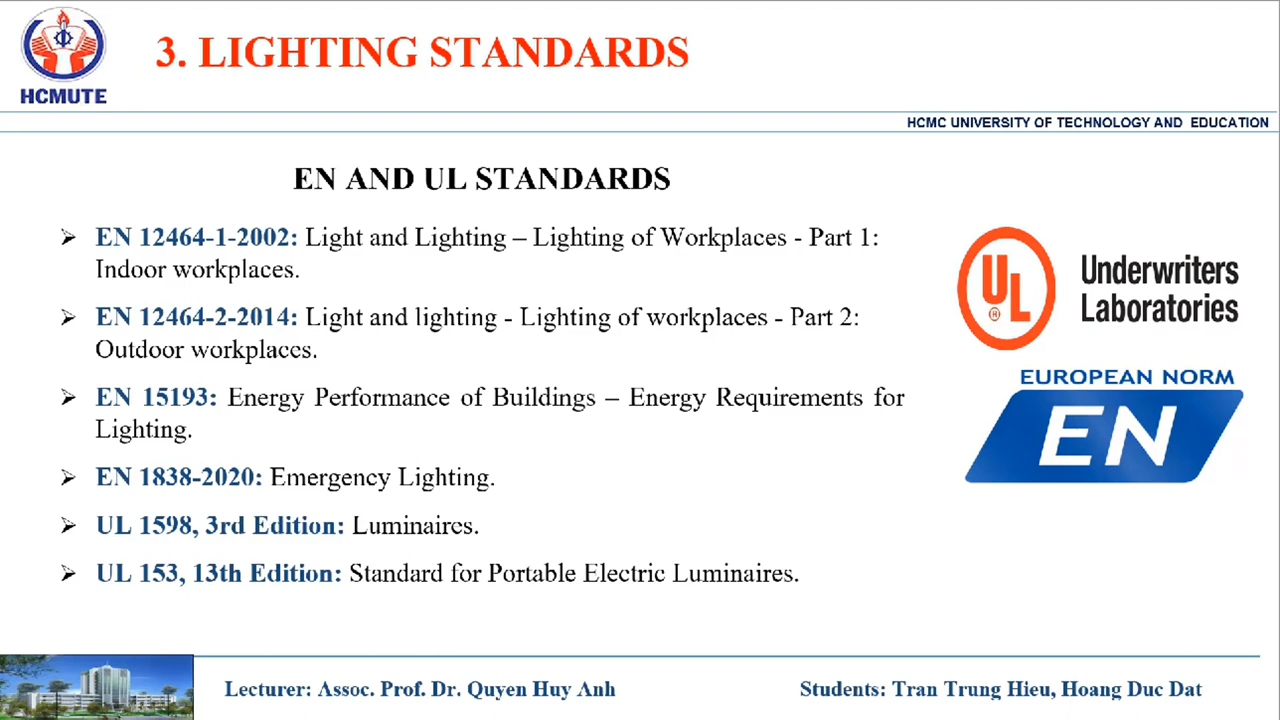 3. LIGHTING STANDARDS
HCMUTE
HCMC UNIVERSITY OF TECHNOLOGY AND EDUCATION
EN AND UL STANDARDS
EN 12464-1-2002: Light and Lighting – Lighting of Workplaces - Part 1:
Indoor workplaces.
EN 12464-2-2014: Light and lighting - Lighting of workplaces - Part 2:
Outdoor workplaces.
EN 15193: Energy Performance of Buildings – Energy Requirements for
Lighting.
EN 1838-2020: Emergency Lighting.
UL 1598, 3rd Edition: Luminaires.
UL 153, 13th Edition: Standard for Portable Electric Luminaires.
UL
®
Underwriters
Laboratories
EUROPEAN NORM
EN
Lecturer: Assoc. Prof. Dr. Quyen Huy Anh
Students: Tran Trung Hieu, Hoang Duc Dat